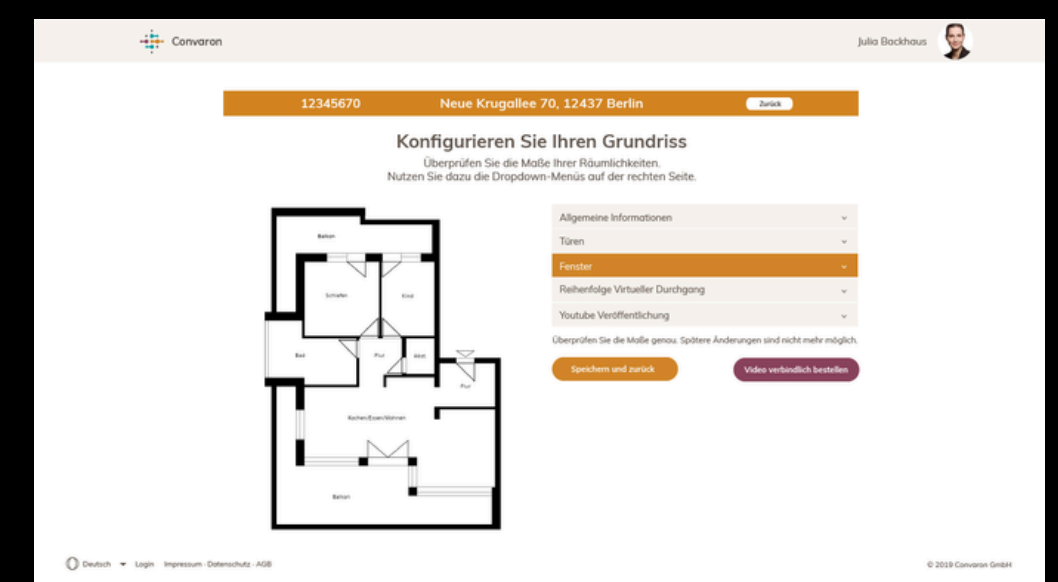 Convaron
Julia Backhaus
12345670 Neue Krugallee 70, 12437 Berlin Zurück
Konfigurieren Sie Ihren Grundriss
Überprüfen Sie die Maße Ihrer Räumlichkeiten.
Nutzen Sie dazu die Dropdown-Menüs auf der rechten Seite.
Balkon
Schlafen
Kind
Bad
Flur
Abst.
Flur
Kochen/Essen/Wohnen
Balkon
Allgemeine Informationen
Türen
Fenster
Reihenfolge Virtueller Durchgang
Youtube Veröffentlichung
Überprüfen Sie die Maße genau. Spätere Änderungen sind nicht mehr möglich.
Speichern und zurück
Video verbindlich bestellen
Deutsch Login Impressum · Datenschutz · AGB
© 2019 Convaron GmbH